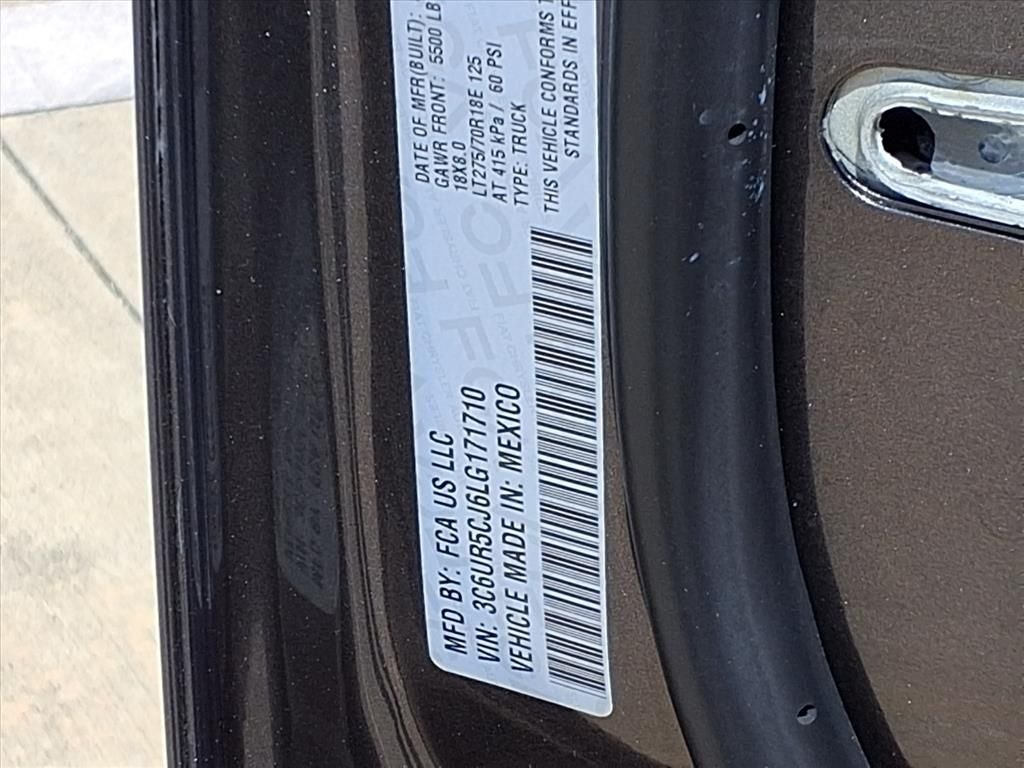 MFD BY: FCA US LLC
DATE OF MFR(BUILT):
VIN: 3C6UR5CJ6LG171710
GAWR FRONT: 5500 LB
VEHICLE MADE IN: MEXICO
18X8.0
LT275/70R18E 125
AT 415 kPa / 60 PSI
TYPE: TRUCK
THIS VEHICLE CONFORMS
STANDARDS IN